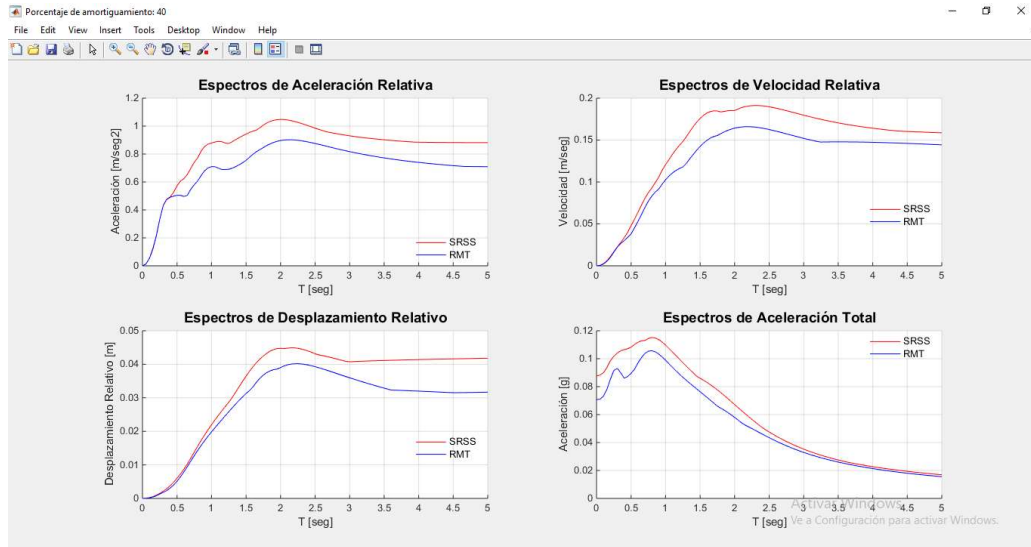 Porcentaje de amortiguamiento: 40
File Edit View Insert Tools Desktop Window Help
Espectros de Aceleración Relativa
Aceleración [m/seg2]
1.2
1
0.8
0.6
0.4
0.2
0
0 0.5 1 1.5 2 2.5 3 3.5 4 4.5 5
T [seg]
SRSS
RMT
Espectros de Velocidad Relativa
Velocidad [m/seg]
0.2
0.15
0.1
0.05
0
0 0.5 1 1.5 2 2.5 3 3.5 4 4.5 5
T [seg]
SRSS
RMT
Espectros de Desplazamiento Relativo
Desplazamiento Relativo [m]
0.05
0.04
0.03
0.02
0.01
0
0 0.5 1 1.5 2 2.5 3 3.5 4 4.5 5
T [seg]
SRSS
RMT
Espectros de Aceleración Total
Aceleración [g]
0.12
0.1
0.08
0.06
0.04
0.02
0
0 0.5 1 1.5 2 2.5 3 3.5 4 4.5 5
T [seg]
SRSS
RMT
Activar Windows
Ve a Configuración para activar Windows.